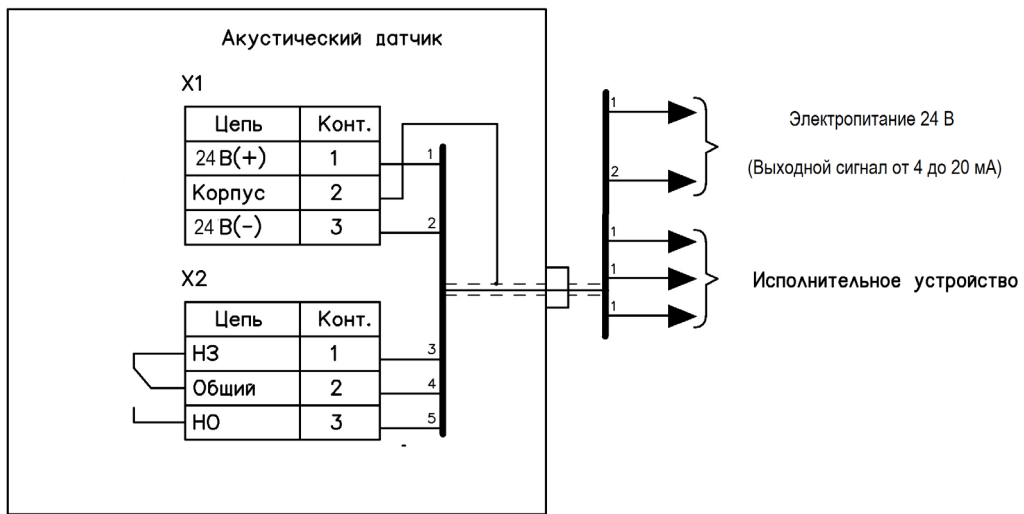 Акустический датчик
X1
Цепь Конт.
24 В(+) 1
Корпус 2
24 В(-) 3
1
2
X2
Цепь Конт.
НЗ 1
Общий 2
НО 3
3
4
5
1
2
1
1
1
Электропитание 24 В
(Выходной сигнал от 4 до 20 мА)
Исполнительное устройство